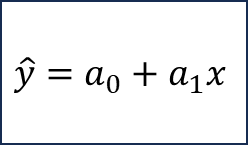 ŷ = a₀ + a₁x